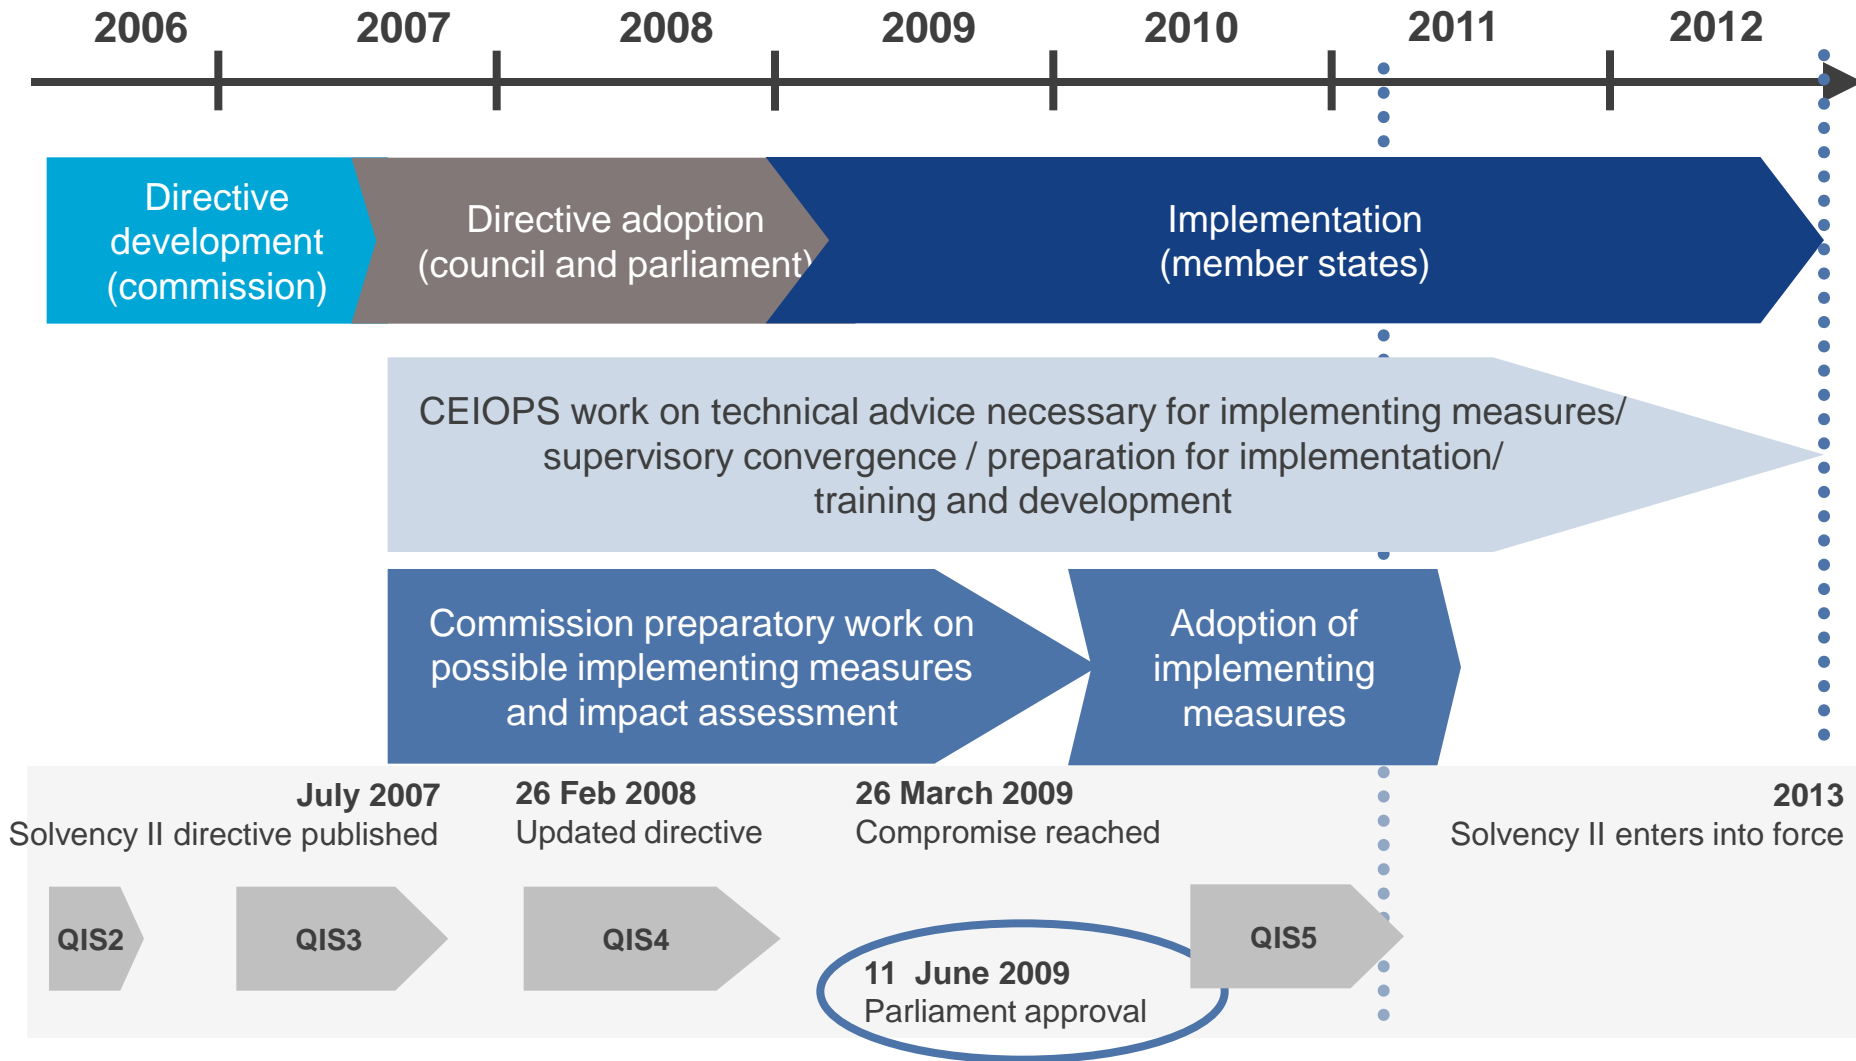 2006 2007 2008 2009 2010 2011 2012
Directive
development
(commission)
Directive adoption
(council and parliament)
Implementation
(member states)
CEIOPS work on technical advice necessary for implementing measures/
supervisory convergence / preparation for implementation/
training and development
Commission preparatory work on
possible implementing measures
and impact assessment
Adoption of
implementing
measures
July 2007
Solvency II directive published
26 Feb 2008
Updated directive
26 March 2009
Compromise reached
2013
Solvency II enters into force
QIS2
QIS3
QIS4
11 June 2009
Parliament approval
QIS5